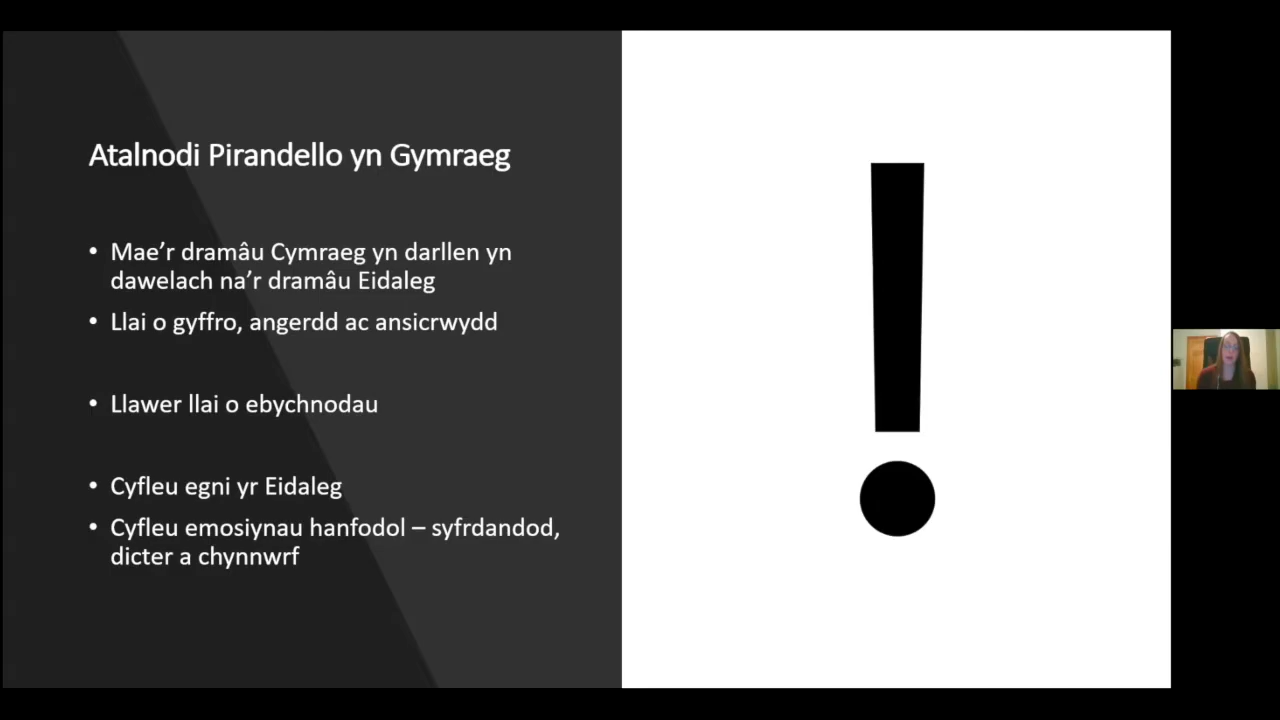 Atalnodi Pirandello yn Gymraeg
• Mae’r dramâu Cymraeg yn darllen yn
dawelach na’r dramâu Eidaleg
• Llai o gyffro, angerdd ac ansicrwydd
• Llawer llai o ebychnodau
• Cyfleu egni yr Eidaleg
• Cyfleu emosiynau hanfodol – syfrdandod,
dicter a chynnwrf
!